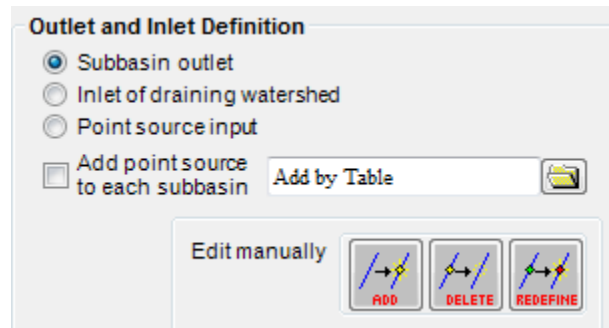 Outlet and Inlet Definition
Subbasin outlet
Inlet of draining watershed
Point source input
Add point source
to each subbasin
Add by Table
Edit manually
ADD
DELETE
REDEFINE